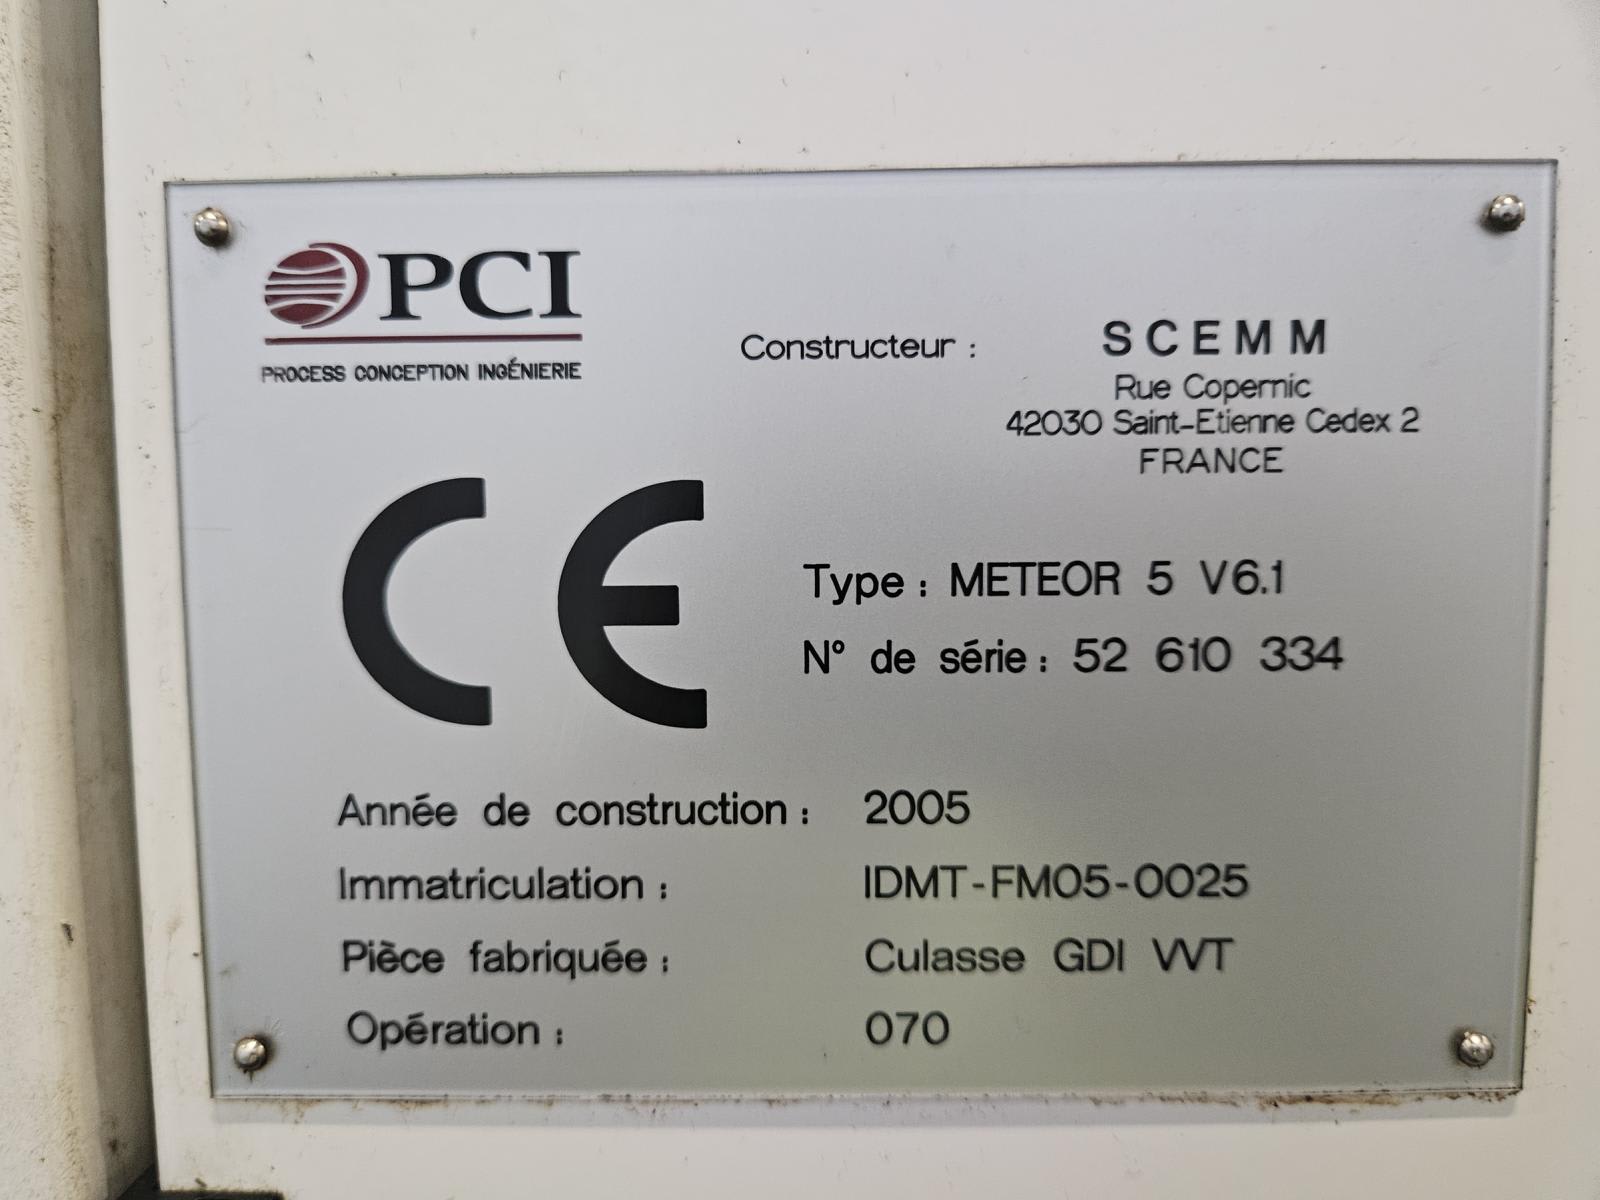 PCI
PROCESS CONCEPTION INGÉNIERIE
Constructeur : SCEMM
Rue Copernic
42030 Saint-Etienne Cedex 2
FRANCE
CE
Type : METEOR 5 V6.1
N° de série : 52 610 334
Année de construction : 2005
Immatriculation : IDMT-FM05-0025
Pièce fabriquée : Culasse GDI VVT
Opération : 070